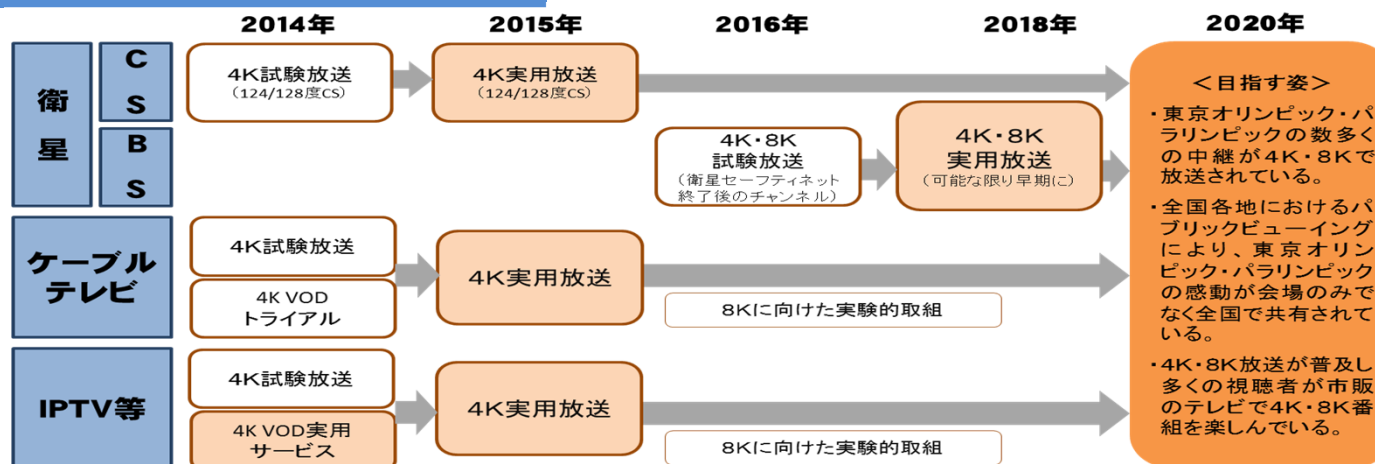 2014年
2015年
2016年
2018年
2020年
衛星
CS
BS
4K試験放送
（124/128度CS）
4K実用放送
（124/128度CS）
4K・8K
試験放送
（衛星セーフティネット
終了後のチャンネル）
4K・8K
実用放送
（可能な限り早期に）
ケーブル
テレビ
4K試験放送
4K VOD
トライアル
4K実用放送
8Kに向けた実験的取組
IPTV等
4K試験放送
4K VOD実用
サービス
4K実用放送
8Kに向けた実験的取組
＜目指す姿＞
・東京オリンピック・パ
ラリンピックの数多く
の中継が4K・8Kで
放送されている。
・全国各地におけるパ
ブリックビューイング
により、東京オリン
ピック・パラリンピック
の感動が会場のみで
なく全国で共有されて
いる。
・4K・8K放送が普及し
多くの視聴者が市販
のテレビで4K・8K番
組を楽しんでいる。